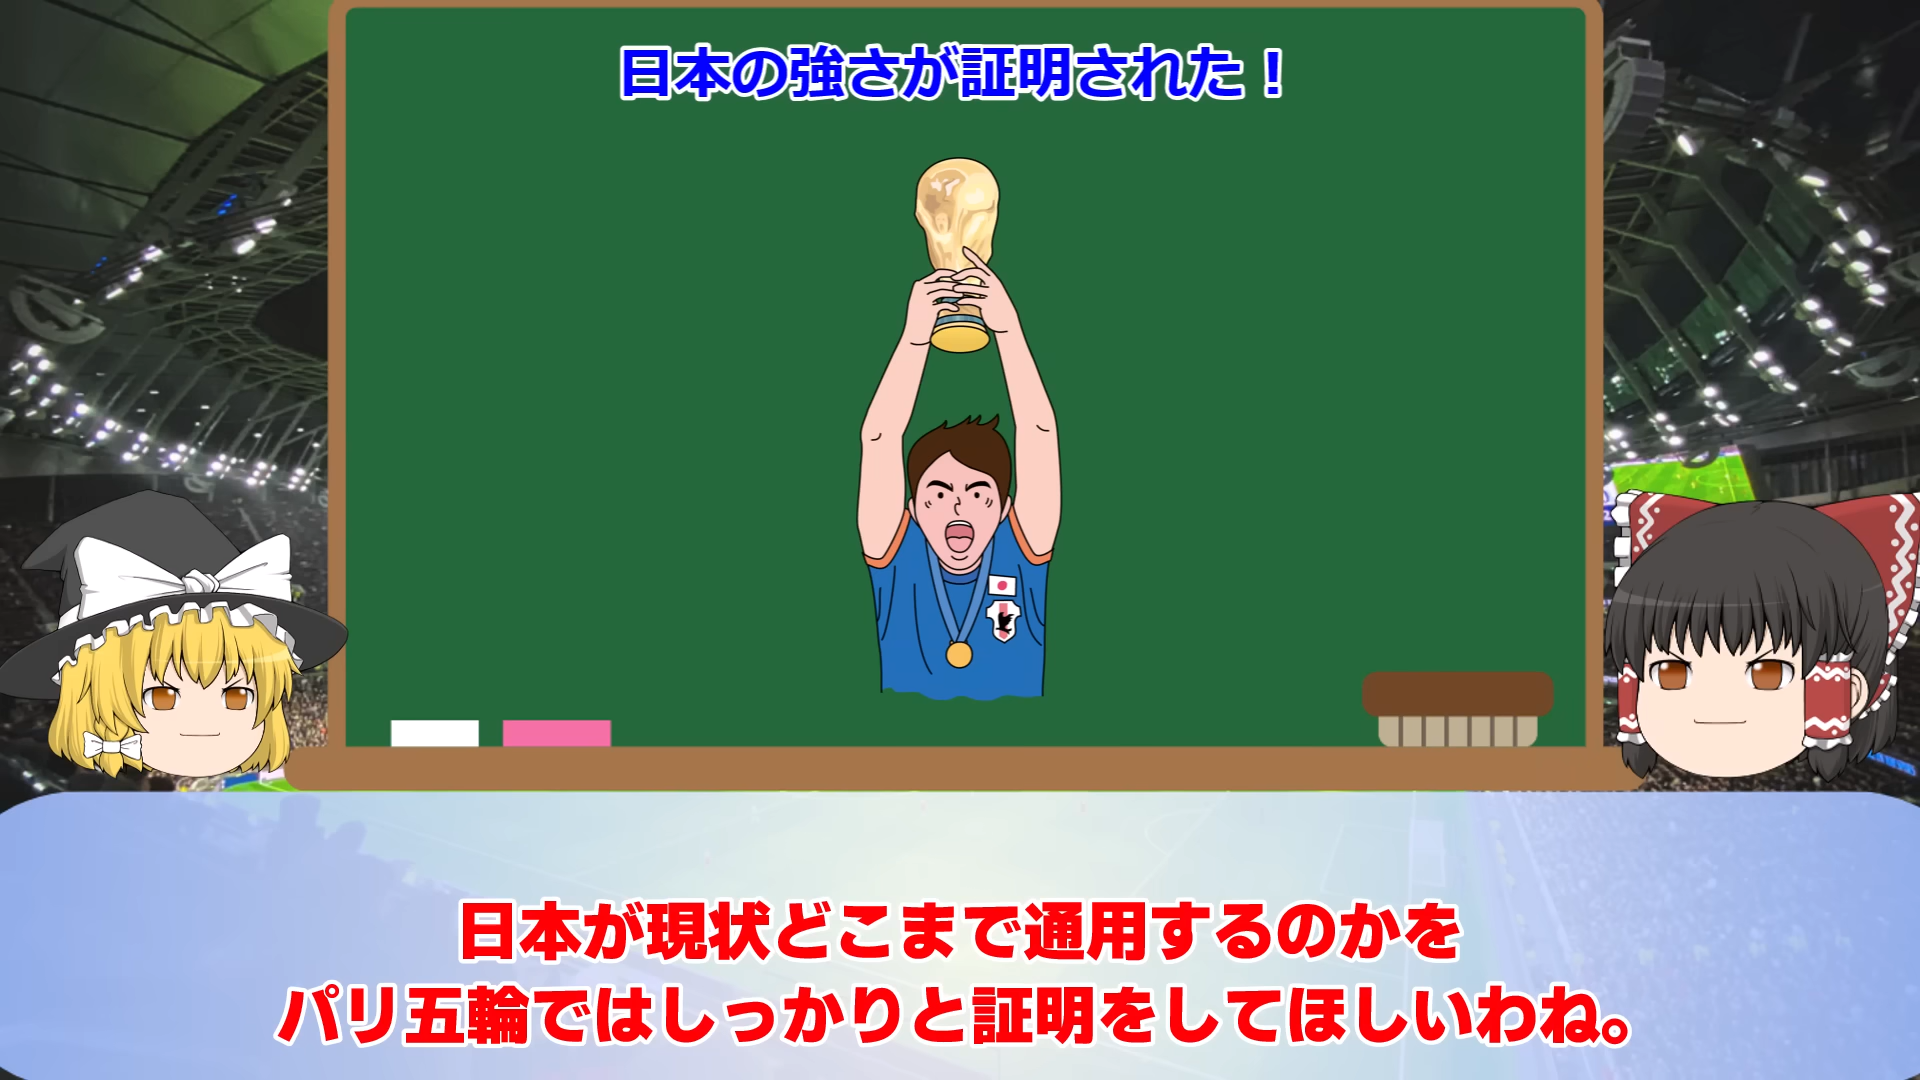 日本の強さが証明された！
日本が現状どこまで通用するのかを
パリ五輪ではしっかりと証明をしてほしいわね。